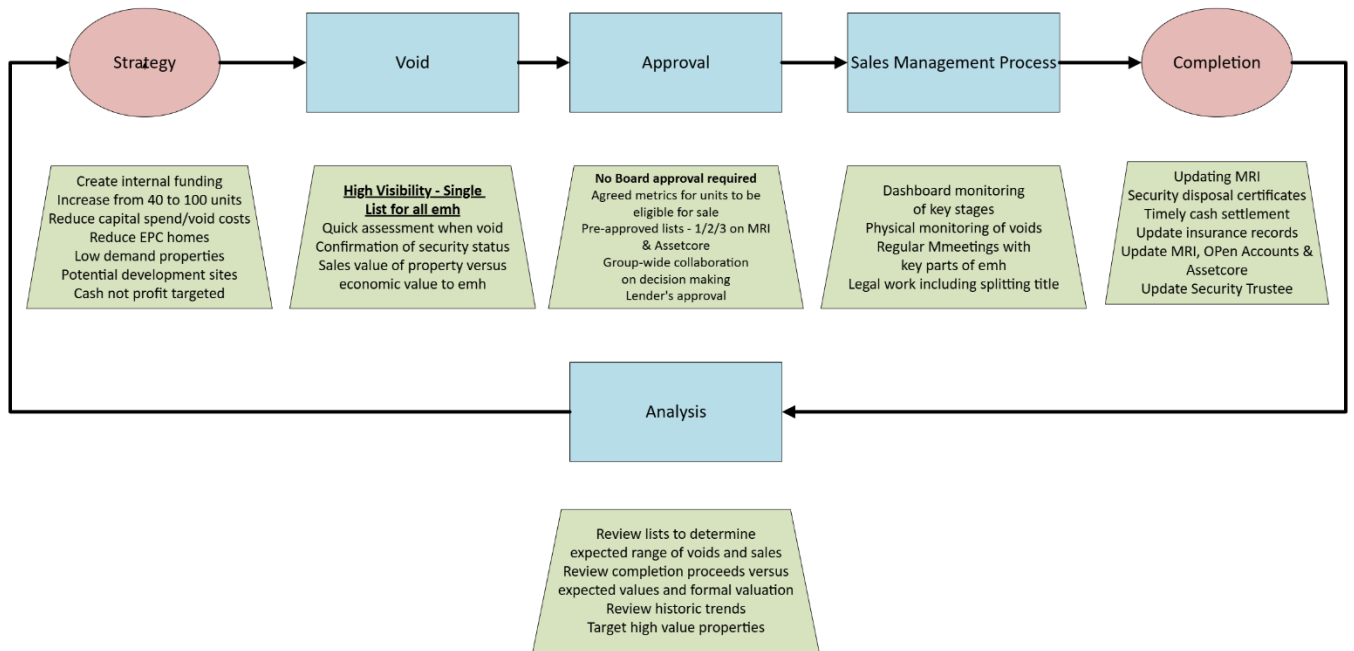 Strategy
Void
Approval
Sales Management Process
Completion
Create internal funding
Increase from 40 to 100 units
Reduce capital spend/void costs
Reduce EPC homes
Low demand properties
Potential development sites
Cash not profit targeted
High Visibility - Single
List for all emh
Quick assessment when void
Confirmation of security status
Sales value of property versus
economic value to emh
No Board approval required
Agreed metrics for units to be
eligible for sale
Pre-approved lists - 1/2/3 on MRI
& Assetcore
Group-wide collaboration
on decision making
Lender's approval
Dashboard monitoring
of key stages
Physical monitoring of voids
Regular Mmeetings with
key parts of emh
Legal work including splitting title
Updating MRI
Security disposal certificates
Timely cash settlement
Update insurance records
Update MRI, OPen Accounts &
Assetcore
Update Security Trustee
Analysis
Review lists to determine
expected range of voids and sales
Review completion proceeds versus
expected values and formal valuation
Review historic trends
Target high value properties